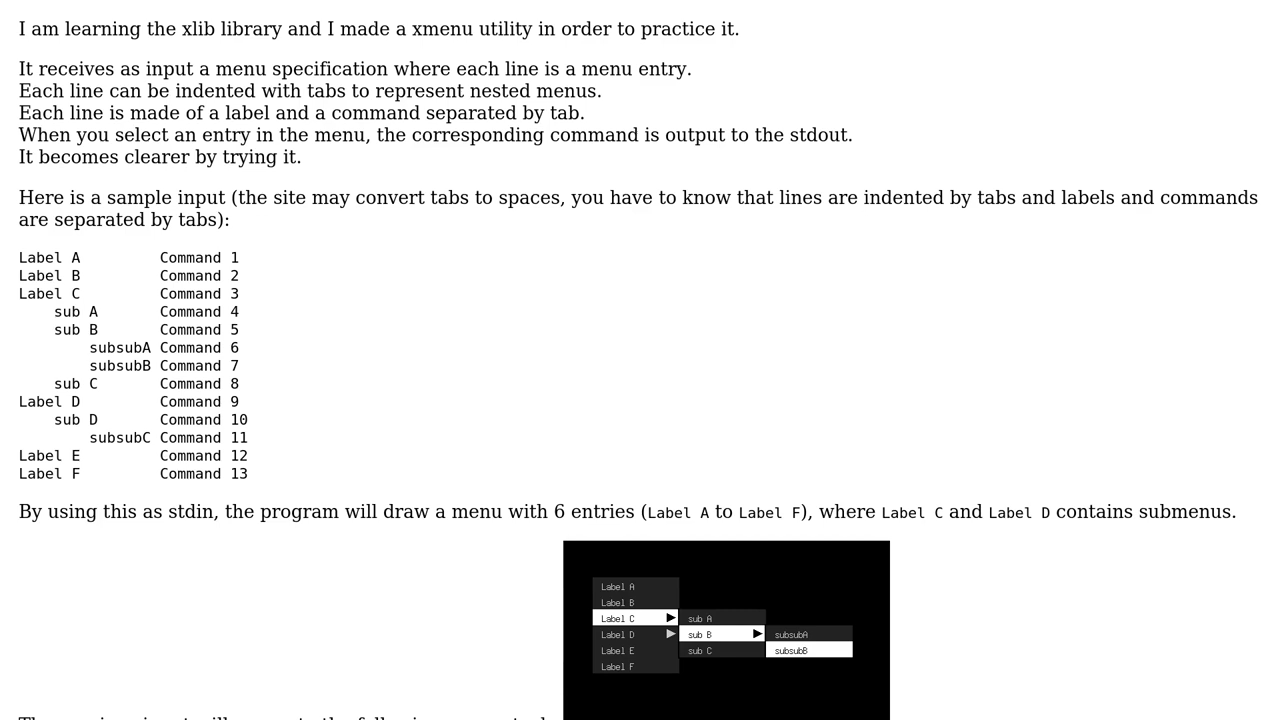 I am learning the xlib library and I made a xmenu utility in order to practice it.
It receives as input a menu specification where each line is a menu entry.
Each line can be indented with tabs to represent nested menus.
Each line is made of a label and a command separated by tab.
When you select an entry in the menu, the corresponding command is output to the stdout.
It becomes clearer by trying it.
Here is a sample input (the site may convert tabs to spaces, you have to know that lines are indented by tabs and labels and commands
are separated by tabs):
Label A         Command 1
Label B         Command 2
Label C         Command 3
    sub A       Command 4
    sub B       Command 5
        subsubA Command 6
        subsubB Command 7
    sub C       Command 8
Label D         Command 9
    sub D       Command 10
        subsubC Command 11
Label E         Command 12
Label F         Command 13
By using this as stdin, the program will draw a menu with 6 entries (Label A to Label F), where Label C and Label D contains submenus.
Label A
Label B
Label C sub A
Label D sub B subsubA
Label E sub C subsubB
Label F